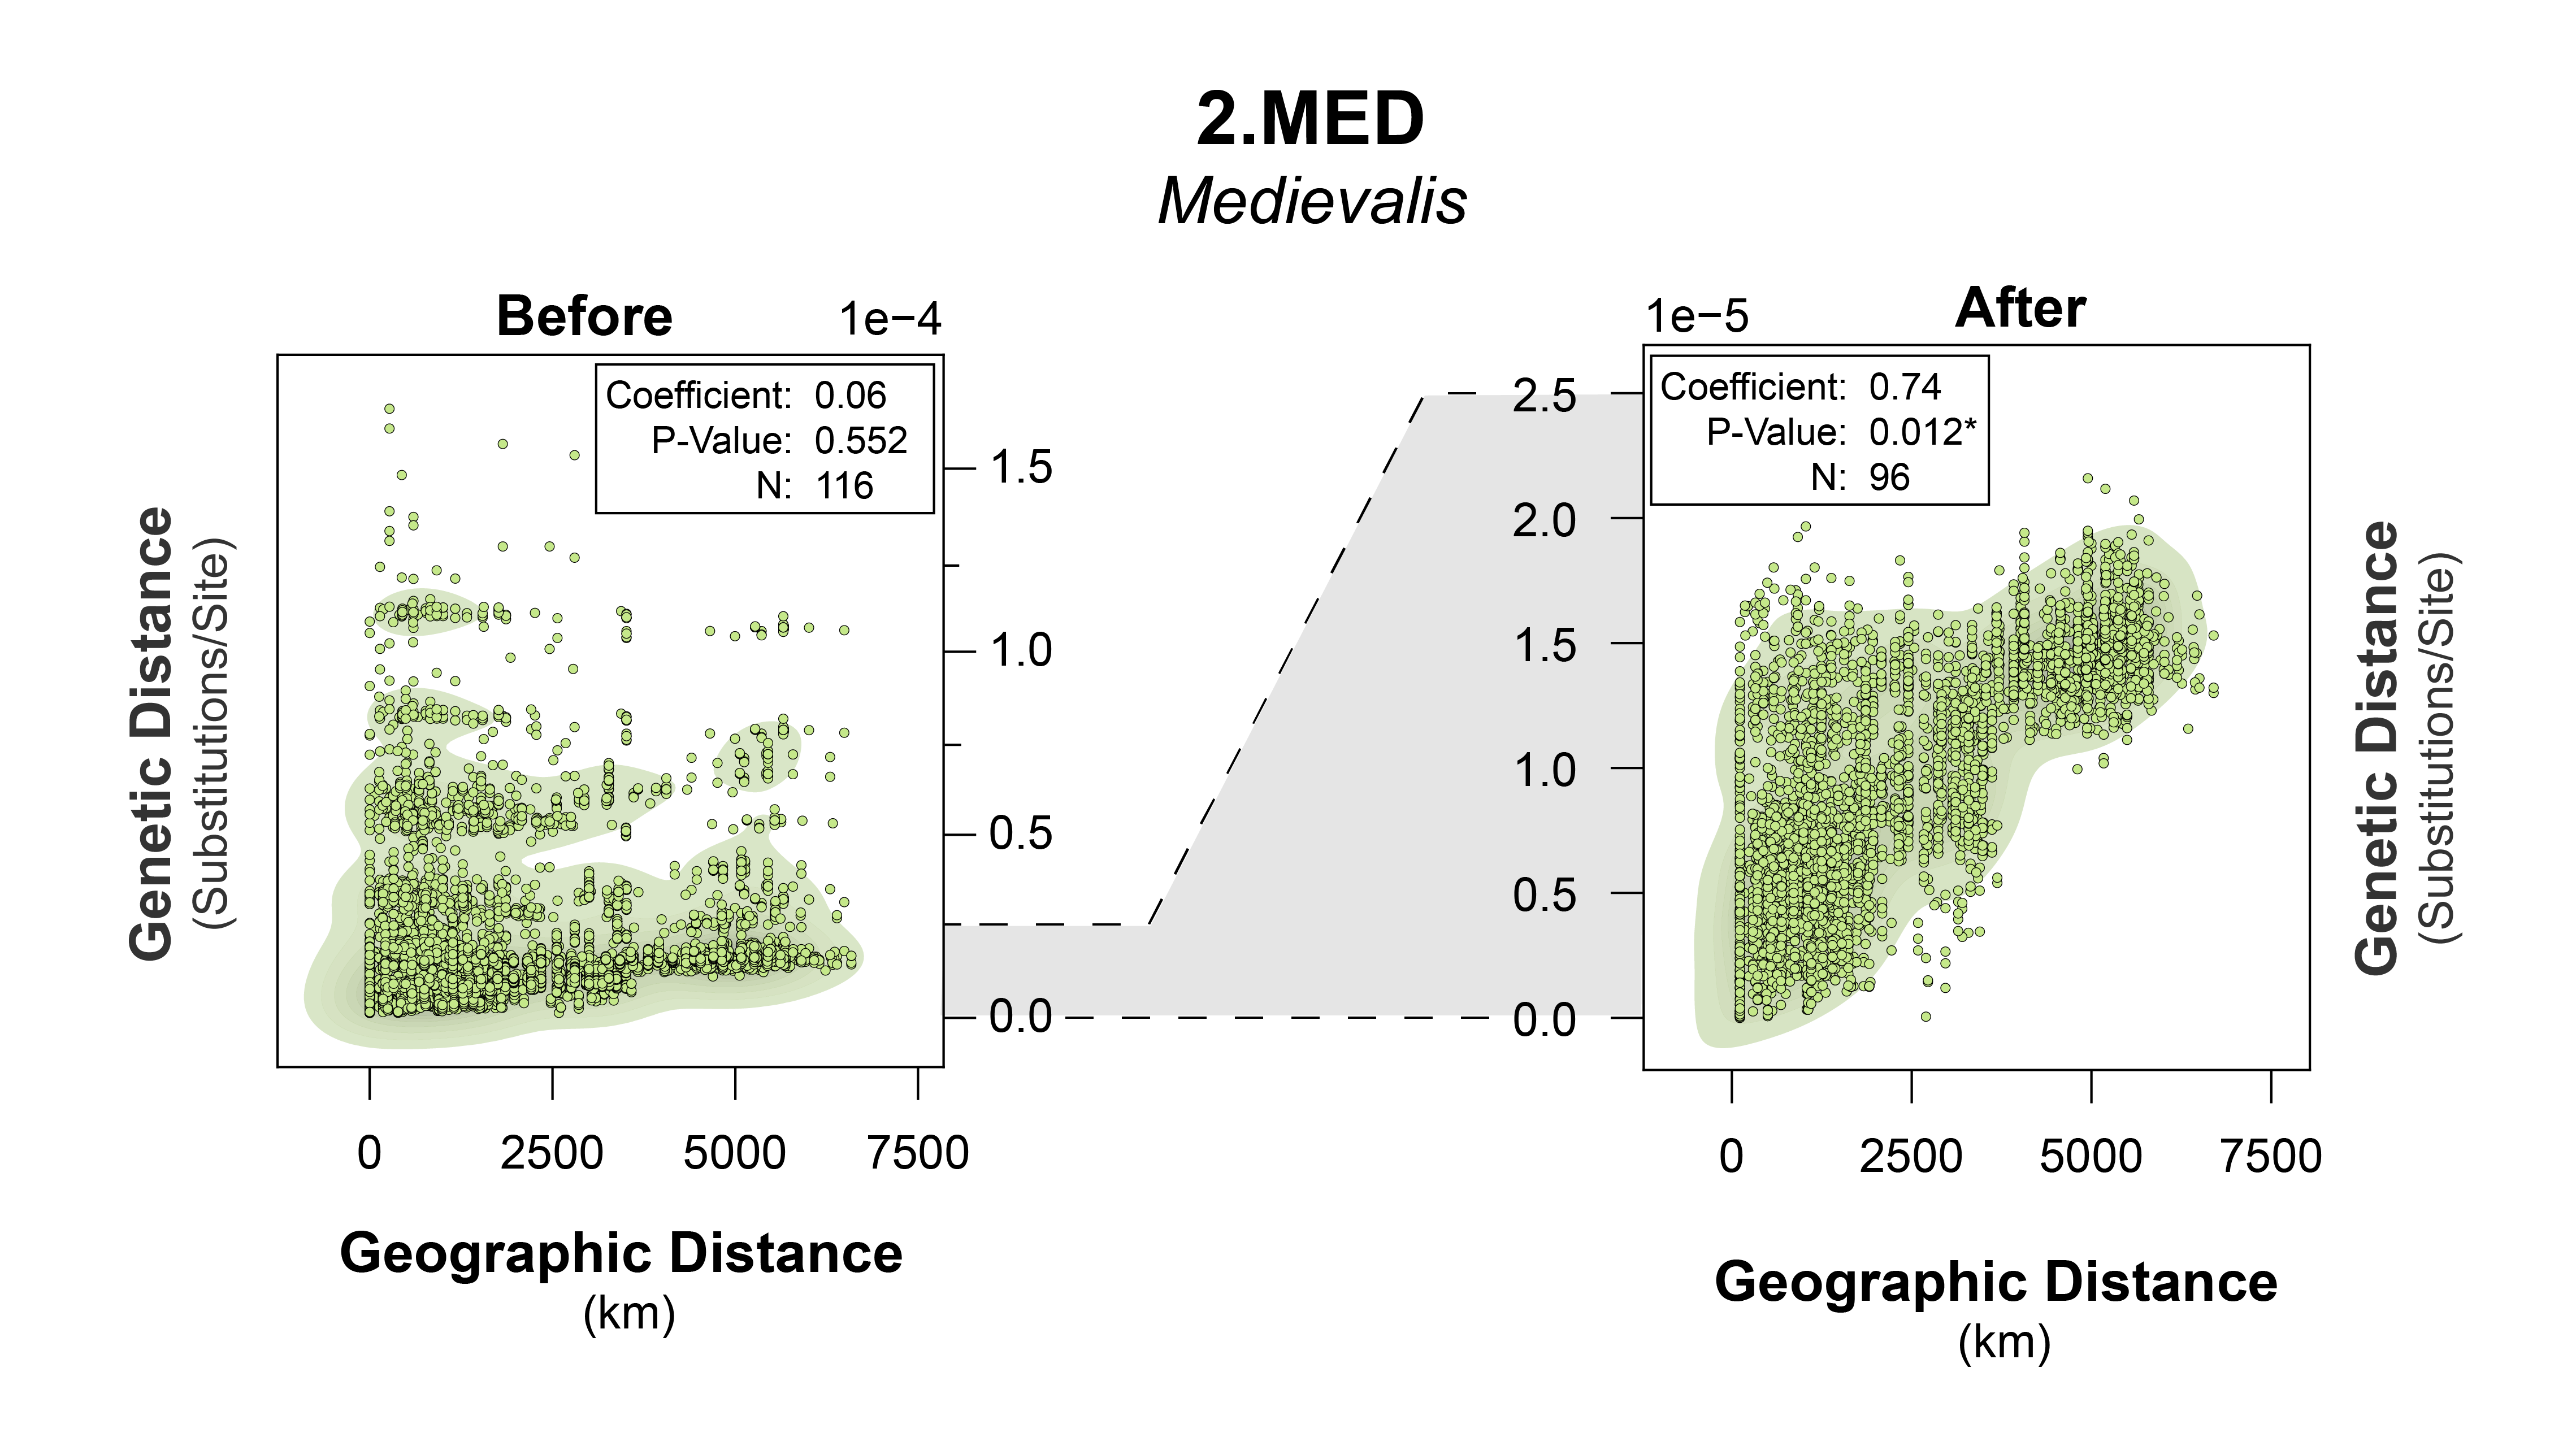 2.MED
Medievalis
Before
1e−4
Coefficient: 0.06
P-Value: 0.552
N: 116
Genetic Distance
(Substitutions/Site)
1.5
1.0
0.5
0.0
0 2500 5000 7500
Geographic Distance
(km)
1e−5
After
Coefficient: 0.74
P-Value: 0.012*
N: 96
2.5
2.0
1.5
1.0
0.5
0.0
Genetic Distance
(Substitutions/Site)
0 2500 5000 7500
Geographic Distance
(km)